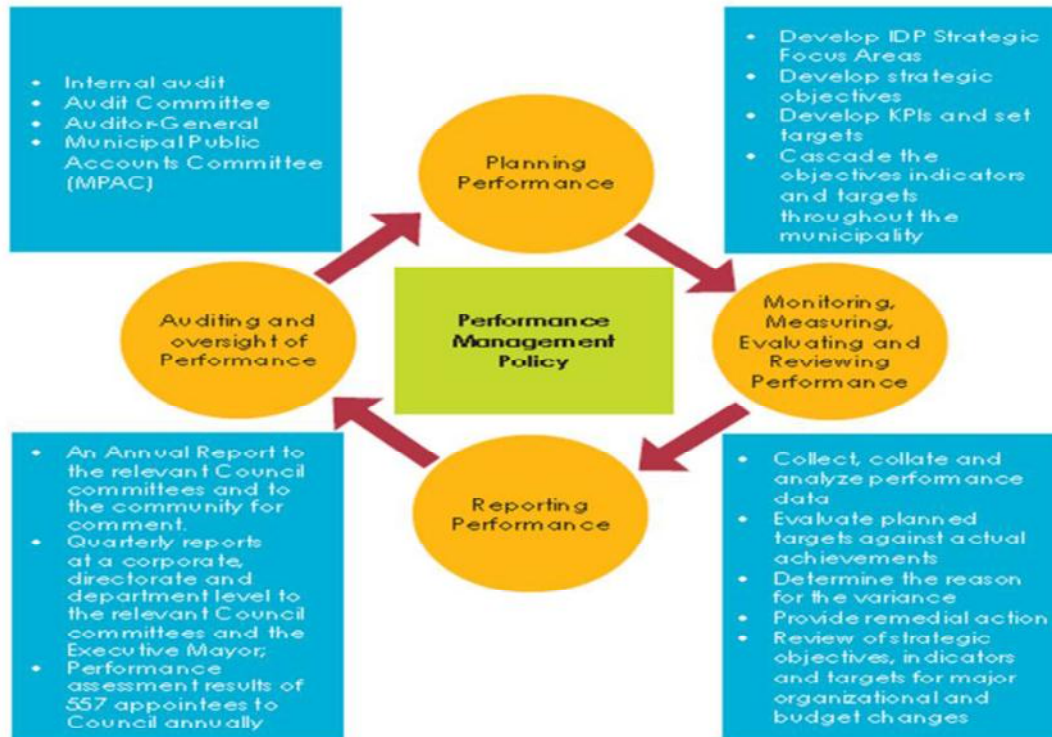 • Internal audit
• Audit Committee
• Auditor-General
• Municipal Public
Accounts Committee
(MPAC)
Planning
Performance
• Develop IDP Strategic
Focus Areas
• Develop strategic
objectives
• Develop KPIs and set
targets
• Cascade the
objectives indicators
and targets
throughout the
municipality
Auditing and
oversight of
Performance
Performance
Management
Policy
Monitoring,
Measuring,
Evaluating and
Reviewing
Performance
• An Annual Report to
the relevant Council
committees and to
the community for
comment.
• Quarterly reports
at a corporate,
directorate and
department level to
the relevant Council
committees and the
Executive Mayor;
• Performance
assessment results of
S57 appointees to
Council annually
Reporting
Performance
• Collect, collate and
analyze performance
data
• Evaluate planned
targets against actual
achievements
• Determine the reason
for the variance
• Provide remedial action
• Review of strategic
objectives, indicators
and targets for major
organizational and
budget changes